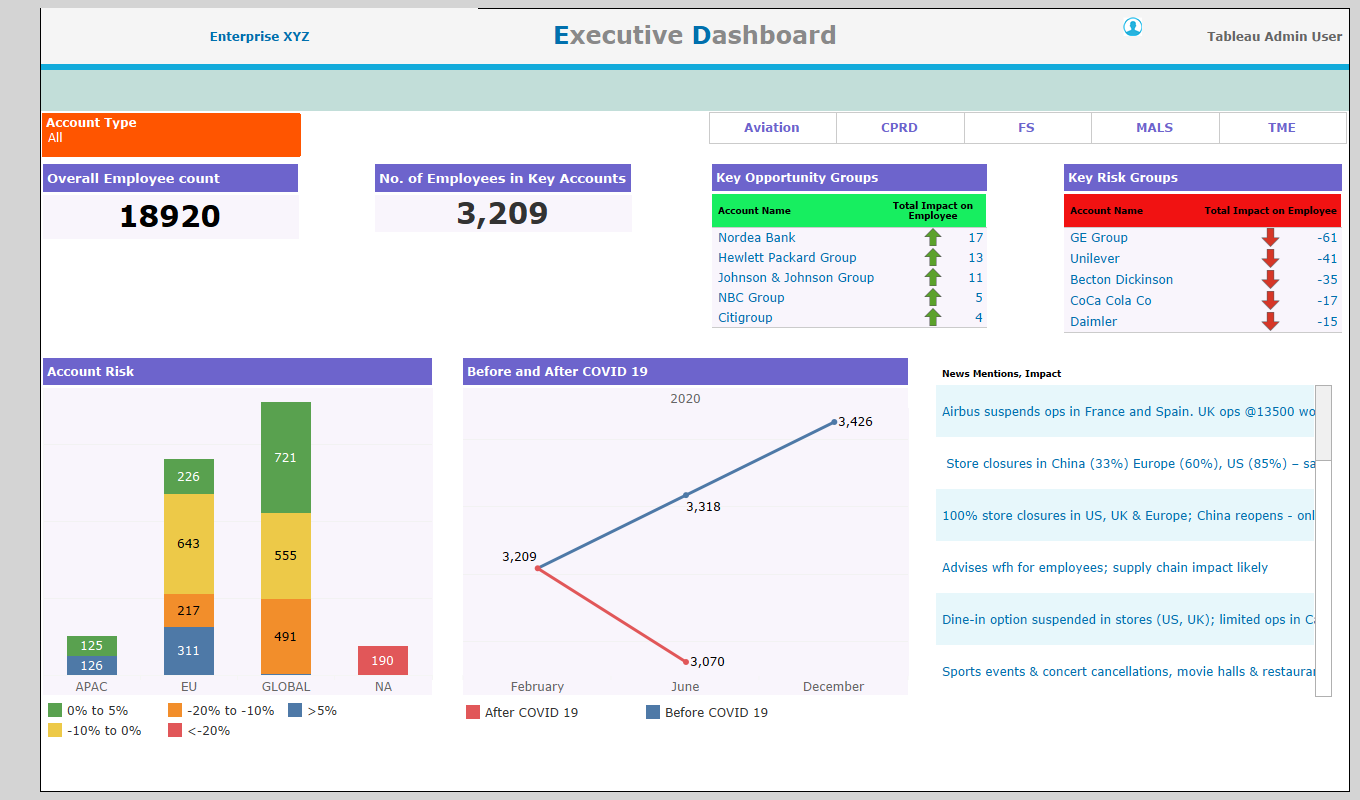 Enterprise XYZ
Executive Dashboard
Tableau Admin User
Account Type
All
Aviation CPRD FS MALS TME
Overall Employee count
18920
No. of Employees in Key Accounts
3,209
Key Opportunity Groups
Account Name Total Impact on
Employee
Nordea Bank 17
Hewlett Packard Group 13
Johnson & Johnson Group 11
NBC Group 5
Citigroup 4
Key Risk Groups
Account Name Total Impact on Employee
GE Group -61
Unilever -41
Becton Dickinson -35
CoCa Cola Co -17
Daimler -15
Account Risk
721
226
643
555
217
491
125
311
126
190
APAC EU GLOBAL NA
0% to 5% -20% to -10% >5%
-10% to 0% <-20%
Before and After COVID 19
2020
3,426
3,318
3,209
3,070
February June December
After COVID 19 Before COVID 19
News Mentions, Impact
Airbus suspends ops in France and Spain. UK ops @13500 wo
Store closures in China (33%) Europe (60%), US (85%) – sa
100% store closures in US, UK & Europe; China reopens - onl
Advises wfh for employees; supply chain impact likely
Dine-in option suspended in stores (US, UK); limited ops in
Sports events & concert cancellations, movie halls & restaura